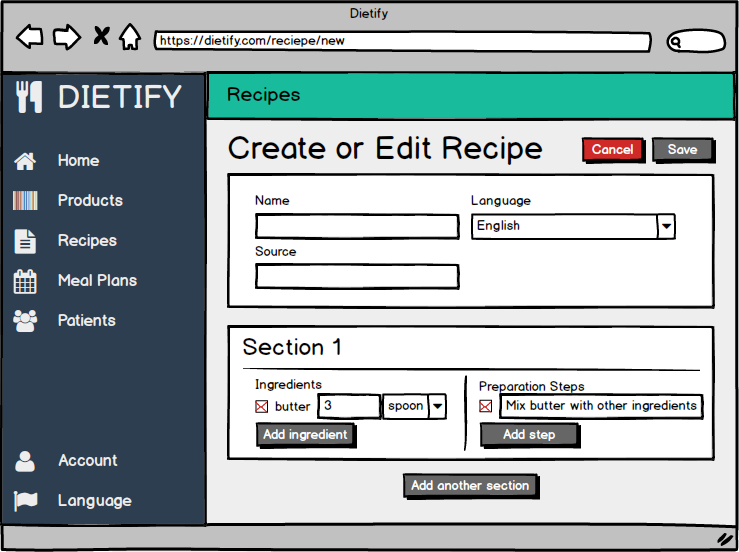 Dietify
https://dietify.com/reciepe/new
DIETIFY
Home
Products
Recipes
Meal Plans
Patients
Account
Language
Recipes
Create or Edit Recipe
Cancel
Save
Name
Language
English
Source
Section 1
Ingredients
butter 3 spoon
Add ingredient
Preparation Steps
Mix butter with other ingredients
Add step
Add another section